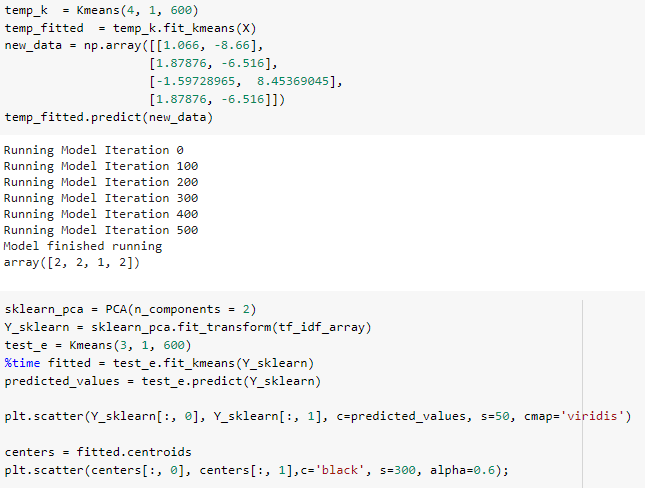 temp_k  = Kmeans(4, 1, 600)
temp_fitted  = temp_k.fit_kmeans(X)
new_data = np.array([[1.066, -8.66],
                    [1.87876, -6.516],
                    [-1.59728965,  8.45369045],
                    [1.87876, -6.516]])
temp_fitted.predict(new_data)
Running Model Iteration 0
Running Model Iteration 100
Running Model Iteration 200
Running Model Iteration 300
Running Model Iteration 400
Running Model Iteration 500
Model finished running
array([2, 2, 1, 2])
sklearn_pca = PCA(n_components = 2)
Y_sklearn = sklearn_pca.fit_transform(tf_idf_array)
test_e = Kmeans(3, 1, 600)
%time fitted = test_e.fit_kmeans(Y_sklearn)
predicted_values = test_e.predict(Y_sklearn)
plt.scatter(Y_sklearn[:, 0], Y_sklearn[:, 1], c=predicted_values, s=50, cmap='viridis')
centers = fitted.centroids
plt.scatter(centers[:, 0], centers[:, 1],c='black', s=300, alpha=0.6);